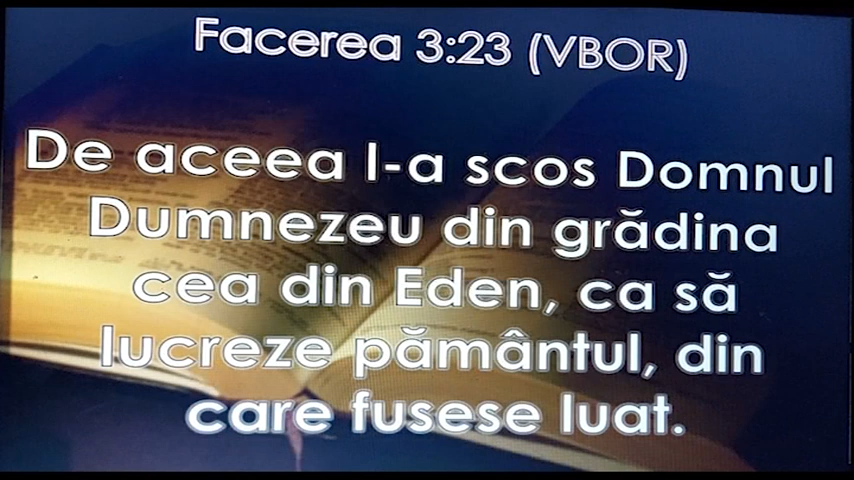 Facerea 3:23 (VBOR)
De aceea l-a scos Domnul
Dumnezeu din grădina
cea din Eden, ca să
lucreze pământul, din
care fusese luat.